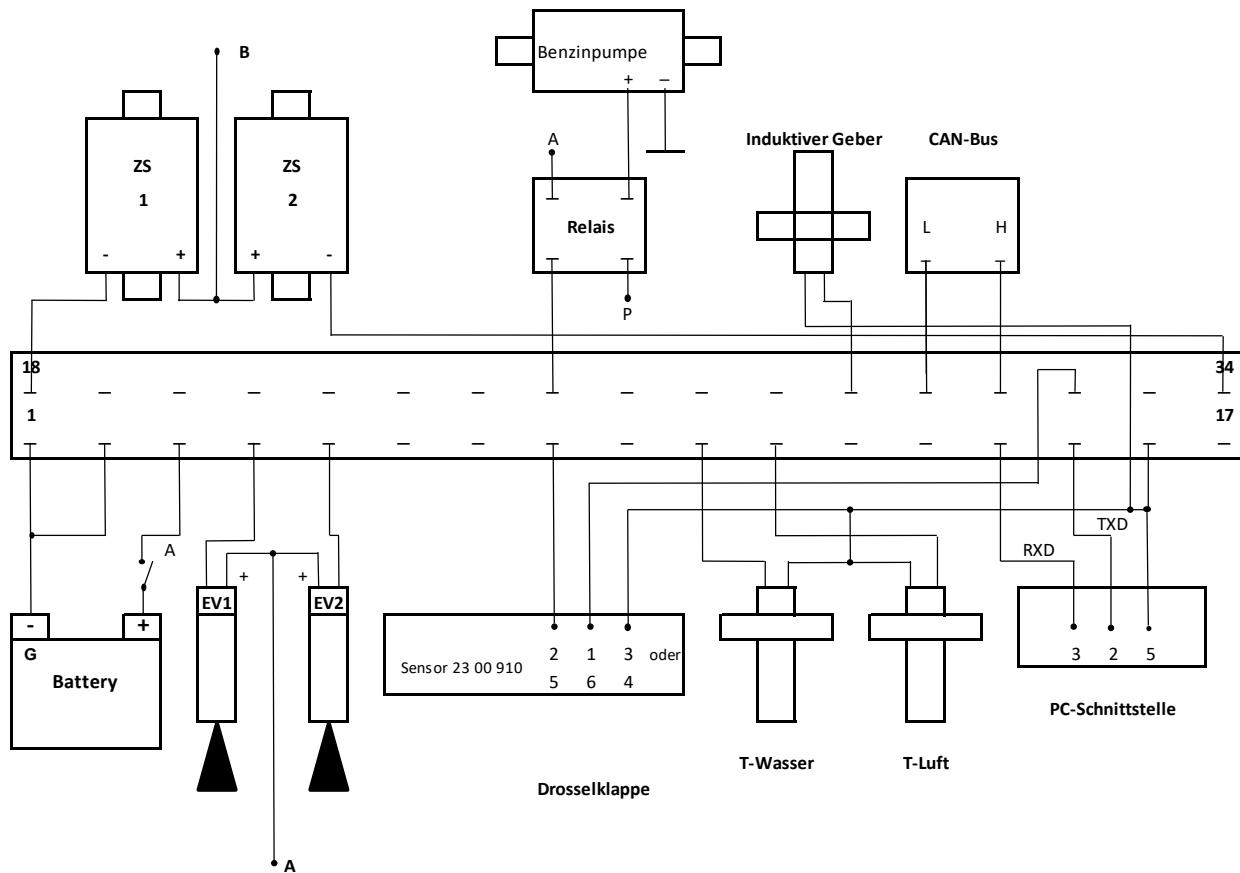 B
Benzinpumpe
+ –
A
Induktiver Geber
CAN-Bus
ZS
1
ZS
2
Relais
L H
- +
+ -
P
18
34
1
17
A
TXD
RXD
+ +
EV1
EV2
- +
G
Battery
Sensor 23 00 910
2 1 3 oder
5 6 4
3 2 5
PC-Schnittstelle
T-Wasser
T-Luft
Drosselklappe
A